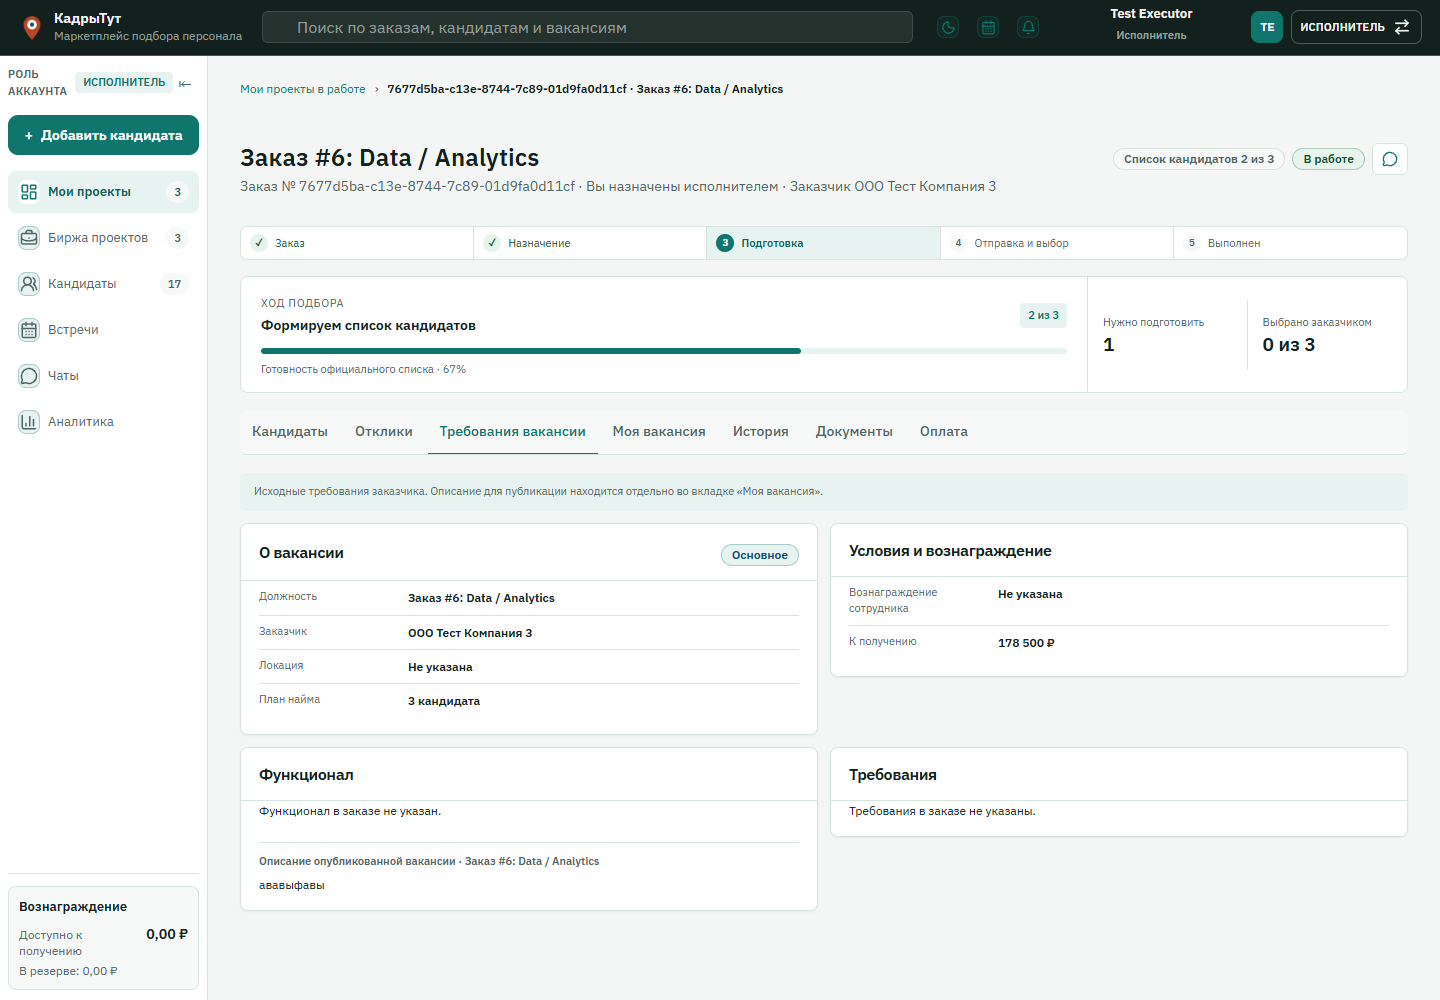 КадрыТут
Маркетплейс подбора персонала
Поиск по заказам, кандидатам и вакансиям
Test Executor
Исполнитель
TE
ИСПОЛНИТЕЛЬ
РОЛЬ АККАУНТА
ИСПОЛНИТЕЛЬ
+ Добавить кандидата
Мои проекты 3
Биржа проектов 3
Кандидаты 17
Встречи
Чаты
Аналитика
Вознаграждение
Доступно к получению 0,00 ₽
В резерве: 0,00 ₽
Мои проекты в работе › 7677d5ba-c13e-8744-7c89-01d9fa0d11cf · Заказ #6: Data / Analytics
Заказ #6: Data / Analytics
Заказ № 7677d5ba-c13e-8744-7c89-01d9fa0d11cf · Вы назначены исполнителем · Заказчик ООО Тест Компания 3
Список кандидатов 2 из 3
В работе
✓ Заказ
✓ Назначение
3 Подготовка
4 Отправка и выбор
5 Выполнен
ХОД ПОДБОРА
Формируем список кандидатов
2 из 3
Готовность официального списка · 67%
Нужно подготовить
1
Выбрано заказчиком
0 из 3
Кандидаты
Отклики
Требования вакансии
Моя вакансия
История
Документы
Оплата
Исходные требования заказчика. Описание для публикации находится отдельно во вкладке «Моя вакансия».
О вакансии
Основное
Должность Заказ #6: Data / Analytics
Заказчик ООО Тест Компания 3
Локация Не указана
План найма 3 кандидата
Условия и вознаграждение
Вознаграждение сотрудника Не указана
К получению 178 500 ₽
Функционал
Функционал в заказе не указан.
Описание опубликованной вакансии · Заказ #6: Data / Analytics
ававыфавы
Требования
Требования в заказе не указаны.